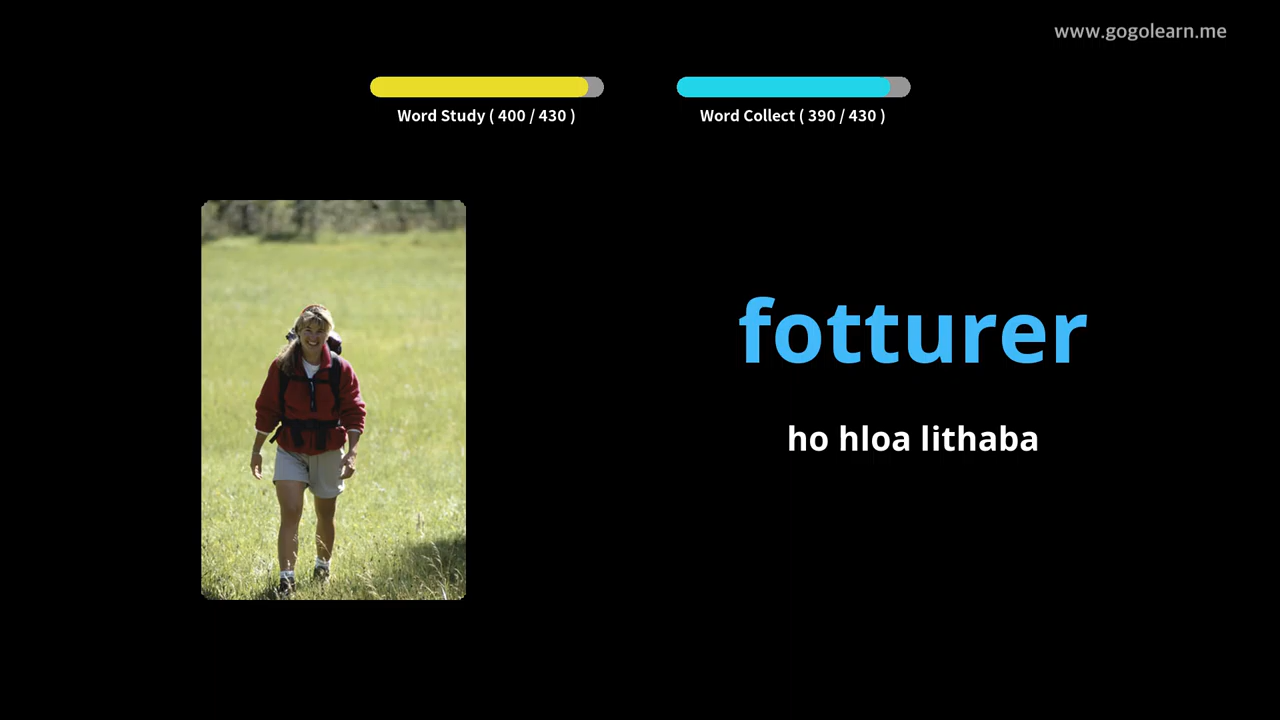 www.gogolearn.me
Word Study ( 400 / 430 )
Word Collect ( 390 / 430 )
fotturer
ho hloa lithaba